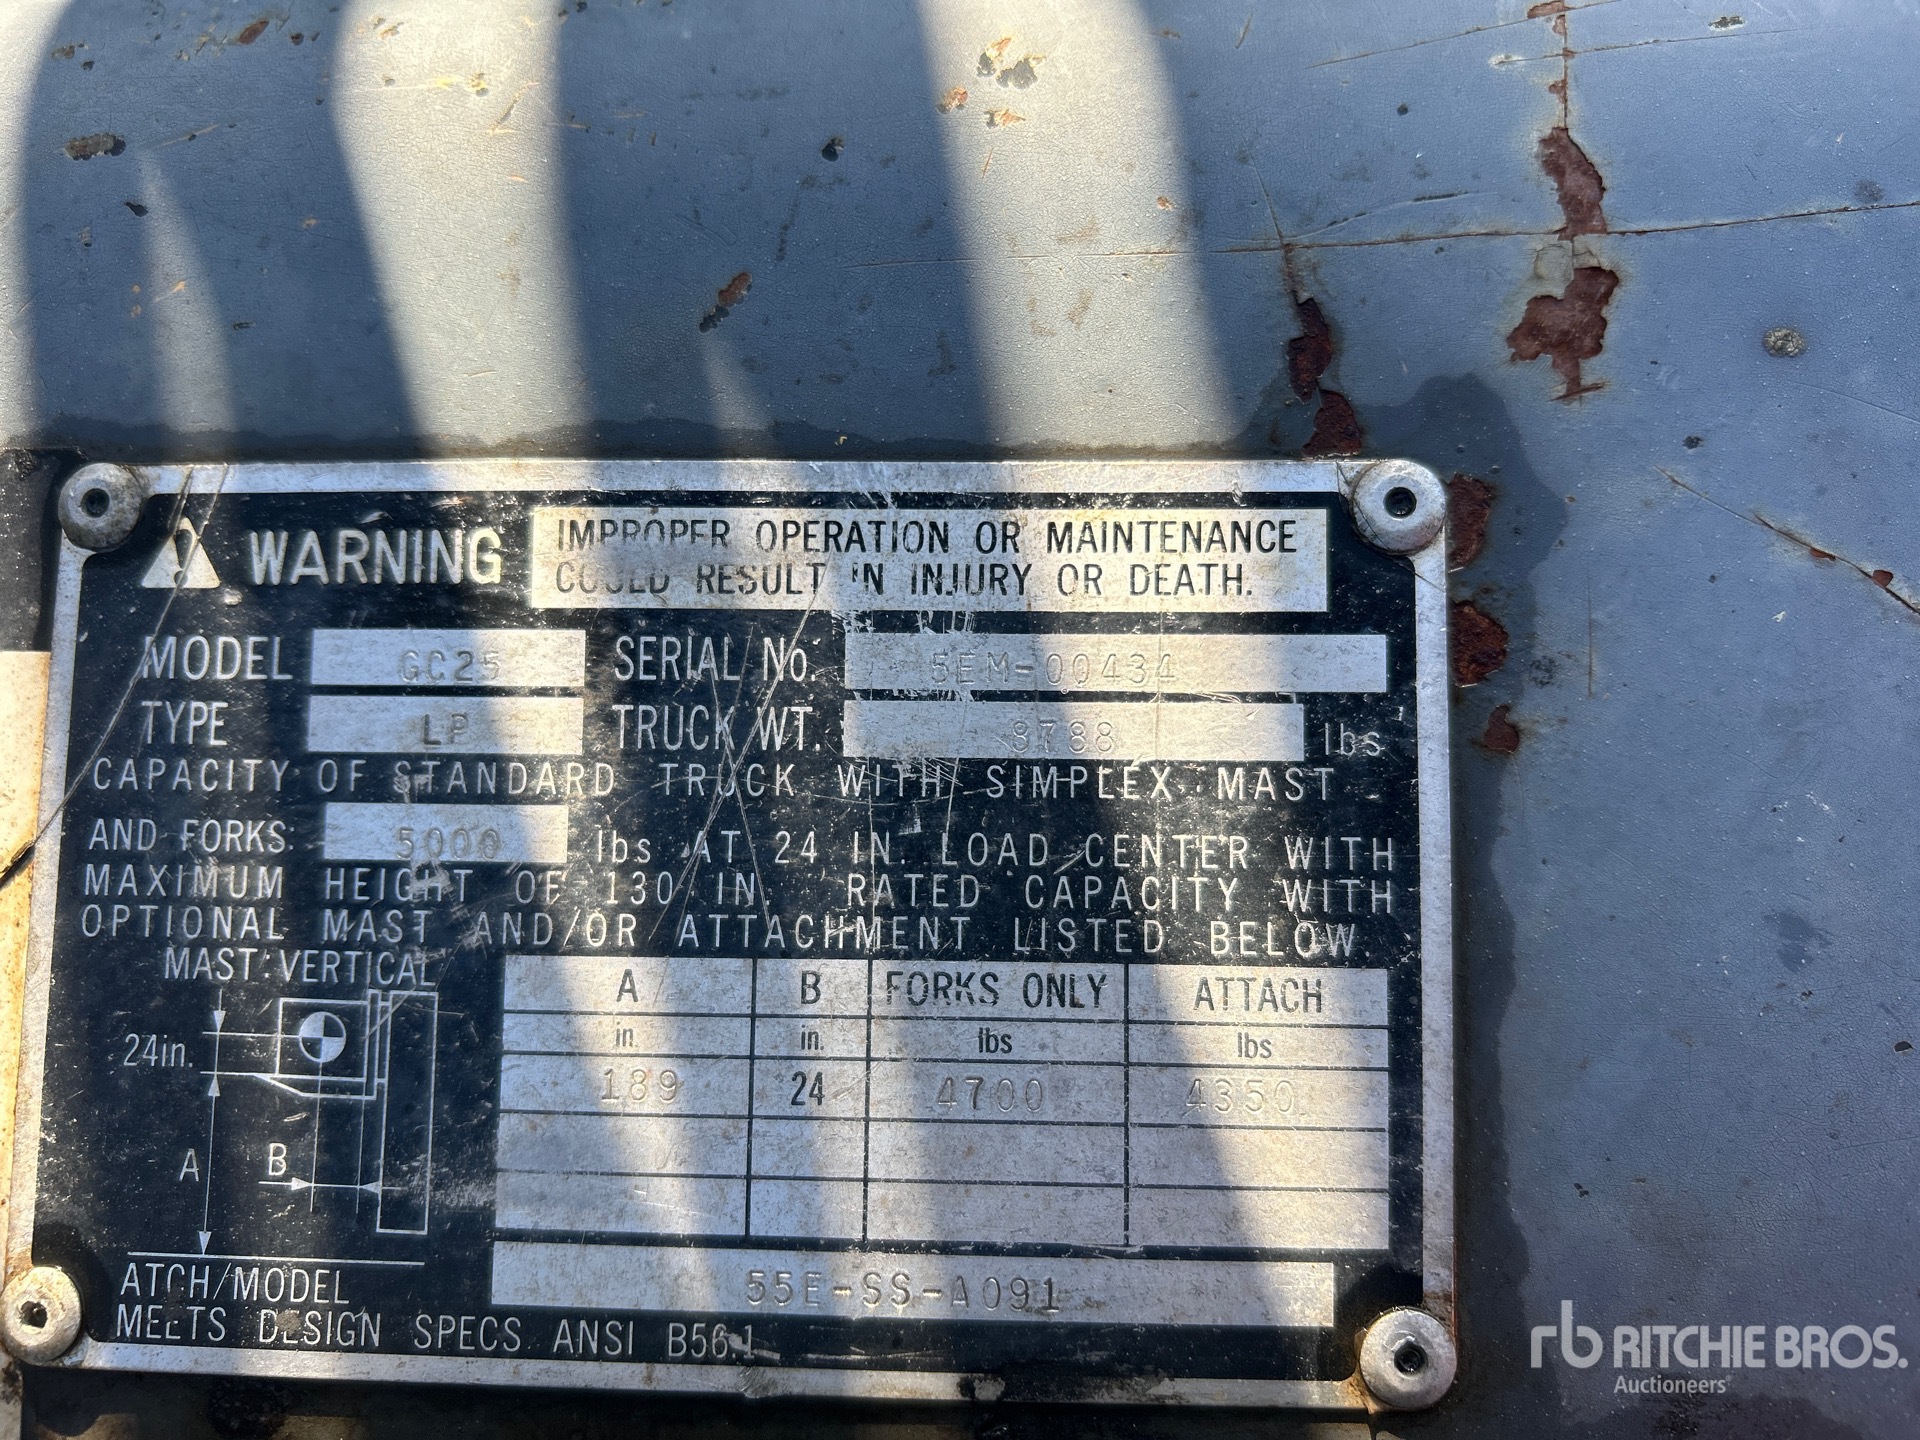 WARNING IMPROPER OPERATION OR MAINTENANCE
COULD RESULT IN INJURY OR DEATH.
MODEL GC25 SERIAL No. 5EM-00434
TYPE LP TRUCK WT. 8788 lbs
CAPACITY OF STANDARD TRUCK WITH SIMPLEX MAST
AND FORKS: 5000 lbs AT 24 IN. LOAD CENTER WITH
MAXIMUM HEIGHT OF 130 IN RATED CAPACITY WITH
OPTIONAL MAST AND/OR ATTACHMENT LISTED BELOW.
MAST:VERTICAL
24in.
A
B
A B FORKS ONLY ATTACH
in in. lbs lbs
189 24 4700 4350
ATCH/MODEL 55E-SS-A091
MEETS DESIGN SPECS ANSI B56.1
rb RITCHIE BROS.
Auctioneers